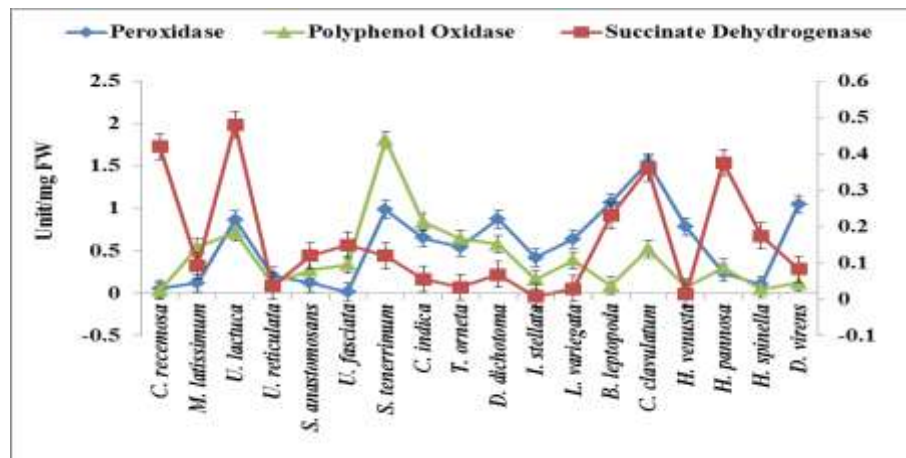 Peroxidase Polyphenol Oxidase Succinate Dehydrogenase
2.5
2
1.5
1
0.5
0
-0.5
Unit/mg FW
0.6
0.5
0.4
0.3
0.2
0.1
0
-0.1
C. recemosa
M. latissimum
U. lactuca
U. reticulata
S. anastomosans
U. fasciata
S. tenerrimum
C. indica
T. orneta
D. dichotoma
I. stellata
L. variegata
B. leptopoda
C. clavulatum
H. venusta
H. pannosa
H. spinella
D. virens